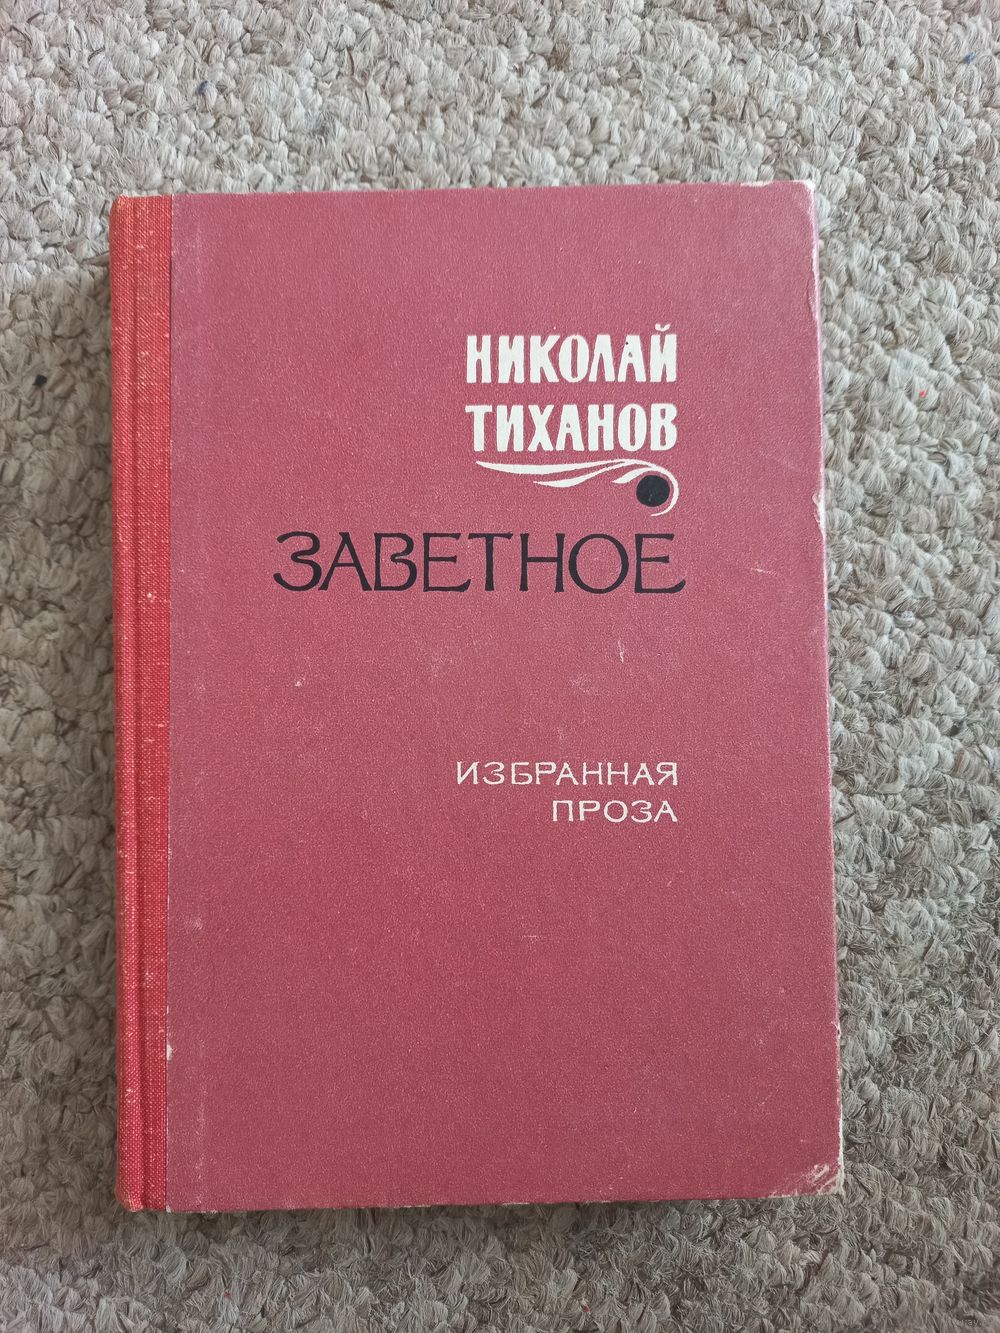 НИКОЛАЙ
ТИХАНОВ
ЗАВЕТНОЕ
ИЗБРАННАЯ
ПРОЗА